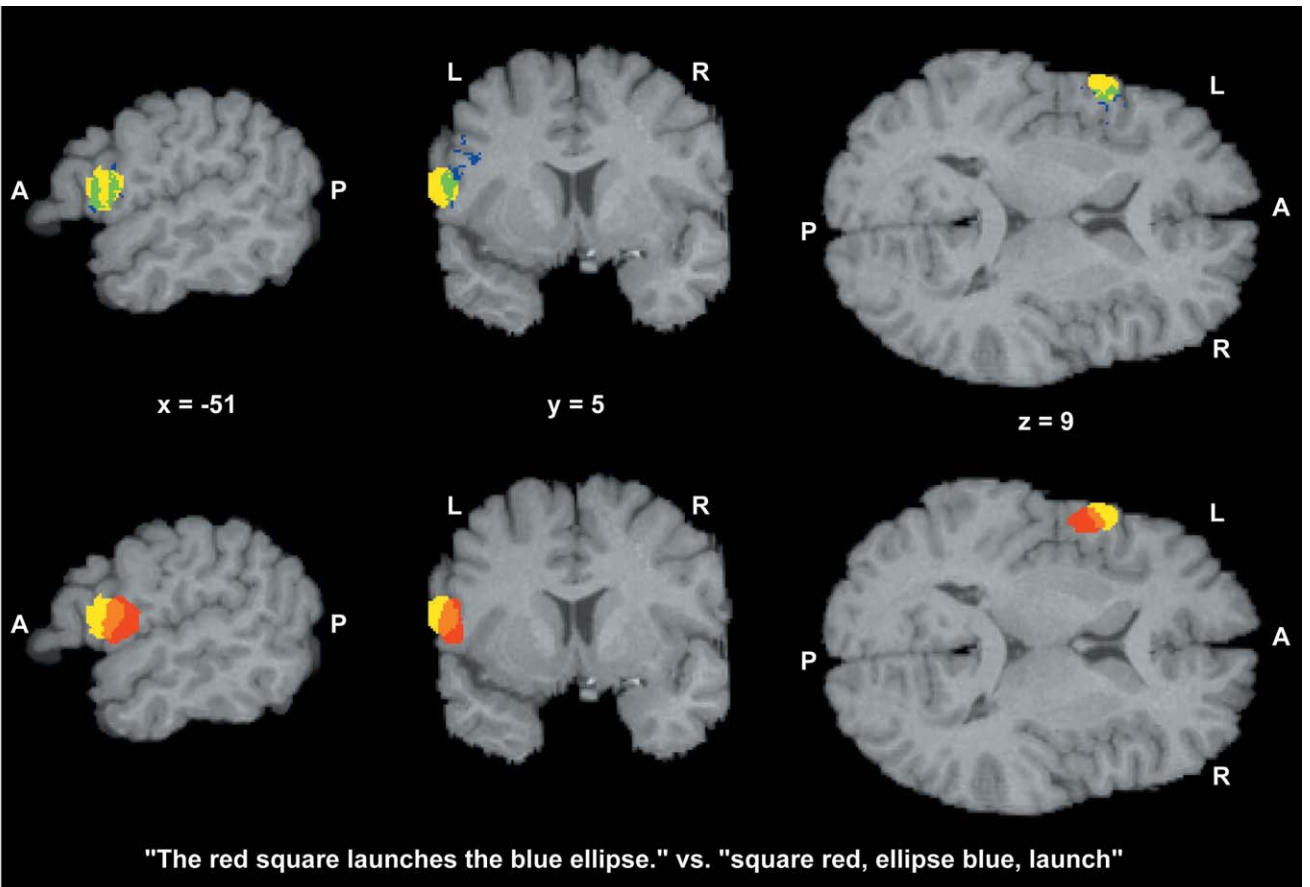 L R
L
A P
P A
R
x = -51 y = 5 z = 9
L R
L
A P
P A
R
"The red square launches the blue ellipse." vs. "square red, ellipse blue, launch"